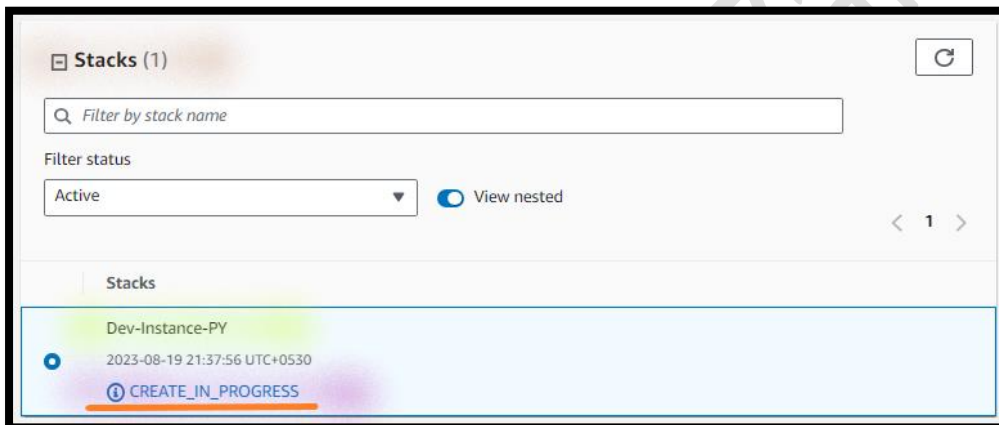 Stacks (1)
Filter by stack name
Filter status
Active
View nested
1
Stacks
Dev-Instance-PY
2023-08-19 21:37:56 UTC+0530
CREATE_IN_PROGRESS